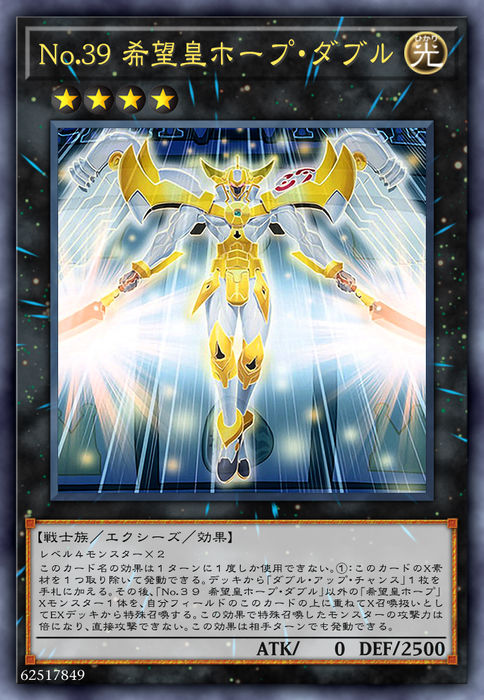 No.39 希望皇ホープ・ダブル
ひかり
光
39
【戦士族／エクシーズ／効果】
レベル４モンスター×２
このカード名の効果は１ターンに１度しか使用できない。①：このカードのX素
材を１つ取り除いて発動できる。デッキから「ダブル・アップ・チャンス」１枚を
手札に加える。その後、「No.３９ 希望皇ホープ・ダブル」以外の「希望皇ホープ」
Xモンスター１体を、自分フィールドのこのカードの上に重ねてX召喚扱いとし
てEXデッキから特殊召喚する。この効果で特殊召喚したモンスターの攻撃力は
倍になり、直接攻撃できない。この効果は相手ターンでも発動できる。
ATK/ 0 DEF/2500
62517849